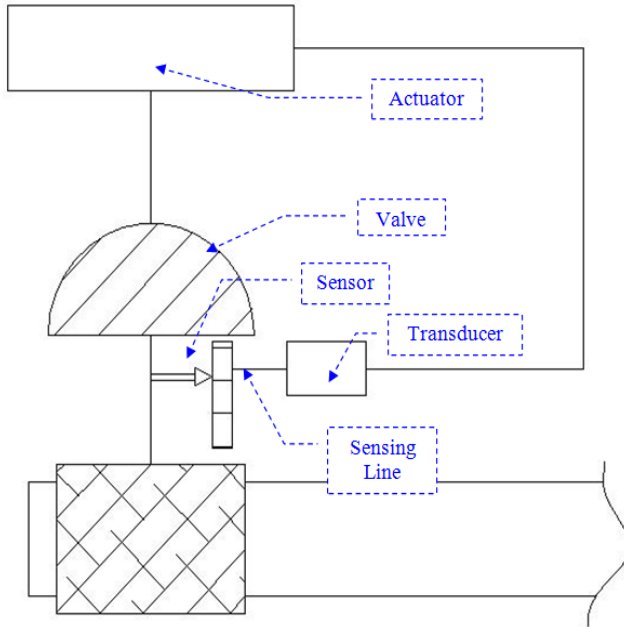 Actuator
Valve
Sensor
Transducer
Sensing
Line